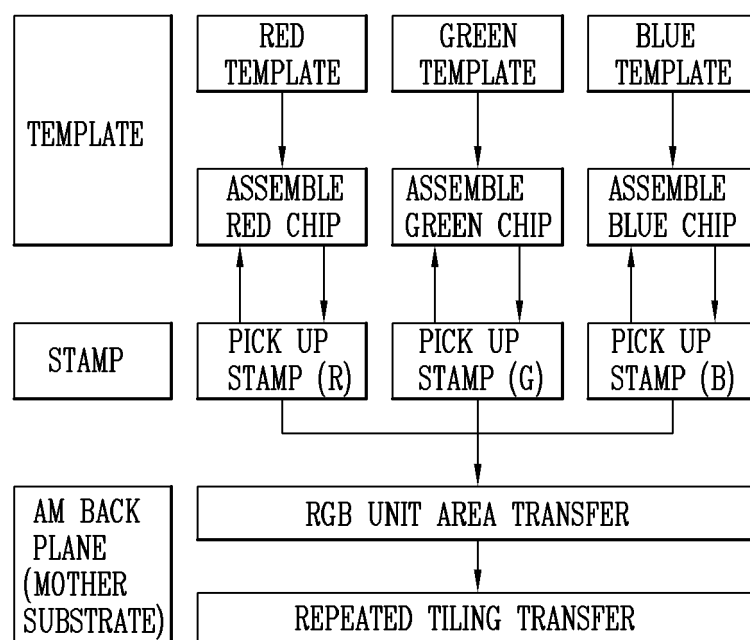 RED
TEMPLATE
GREEN
TEMPLATE
BLUE
TEMPLATE
TEMPLATE
ASSEMBLE
RED CHIP
ASSEMBLE
GREEN CHIP
ASSEMBLE
BLUE CHIP
STAMP
PICK UP
STAMP (R)
PICK UP
STAMP (G)
PICK UP
STAMP (B)
AM BACK
PLANE
(MOTHER
SUBSTRATE)
RGB UNIT AREA TRANSFER
REPEATED TILING TRANSFER